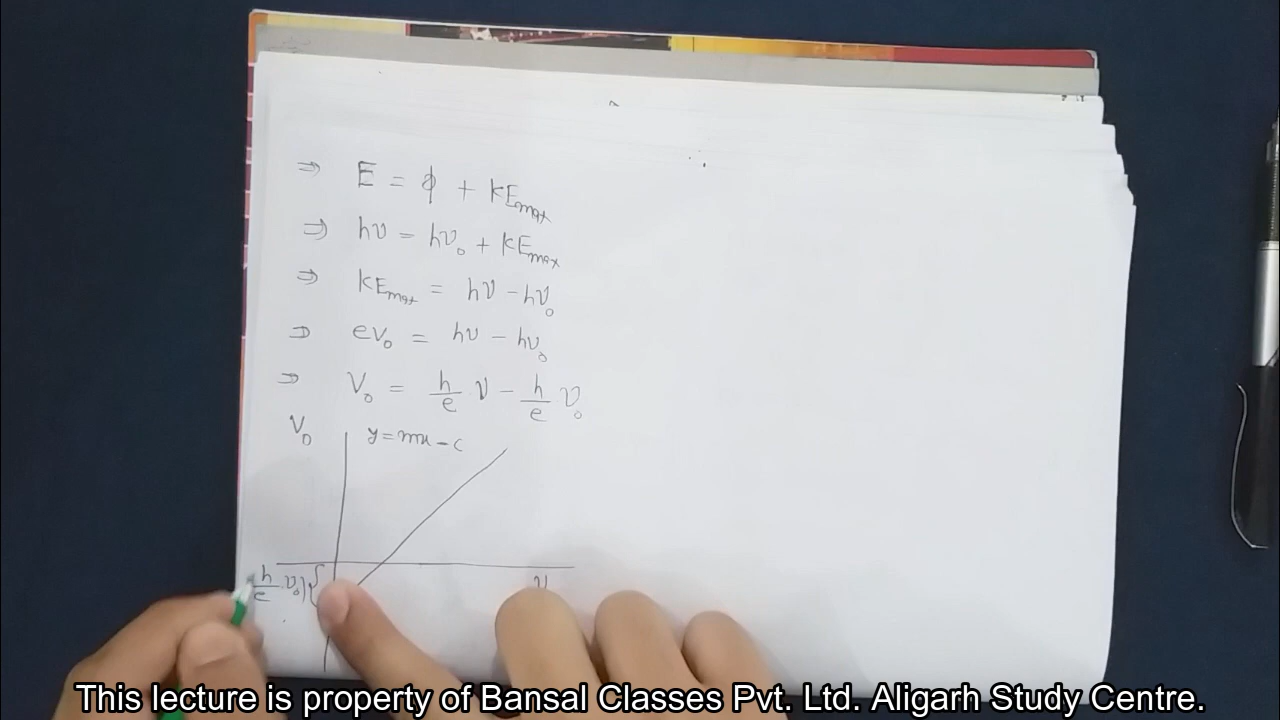 ⇒ E = φ + KEmax
⇒ hν = hν₀ + KEmax
⇒ KEmax = hν − hν₀
⇒ eV₀ = hν − hν₀
⇒ V₀ = h/e ν − h/e ν₀
V₀ y = mx − c
h/e ν₀ ν
This lecture is property of Bansal Classes Pvt. Ltd. Aligarh Study Centre.